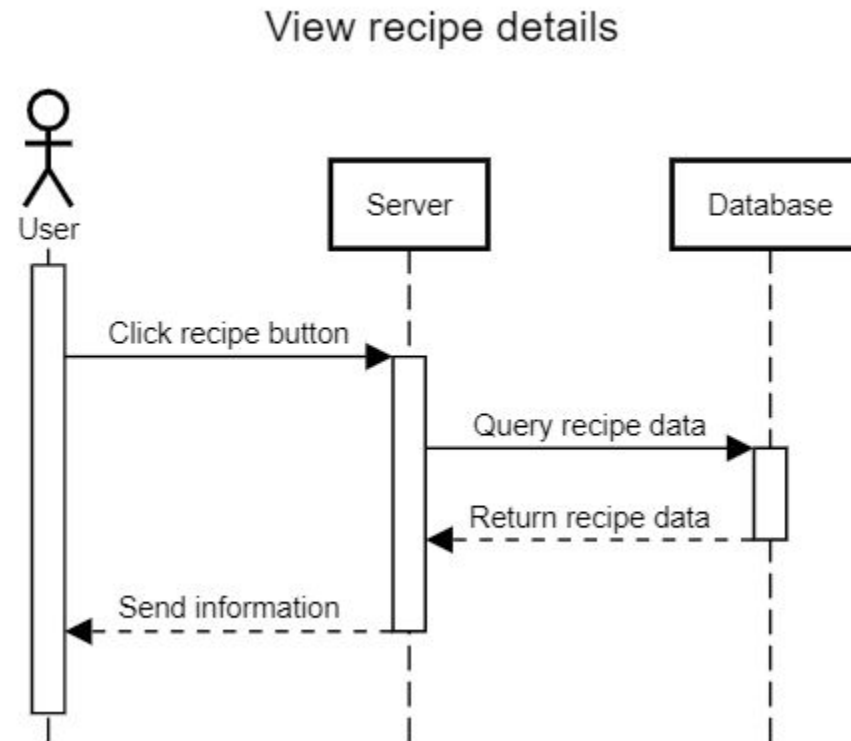 View recipe details
User
Server
Database
Click recipe button
Query recipe data
Return recipe data
Send information